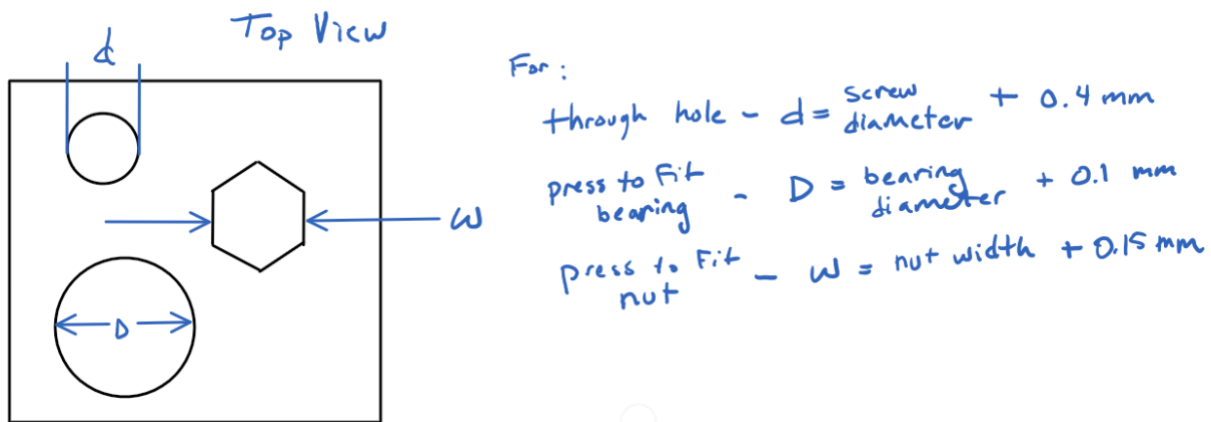 Top View
d
W
D
For:
through hole - d = screw diameter + 0.4 mm
press to fit bearing - D = bearing diameter + 0.1 mm
press to fit nut - W = nut width + 0.15 mm